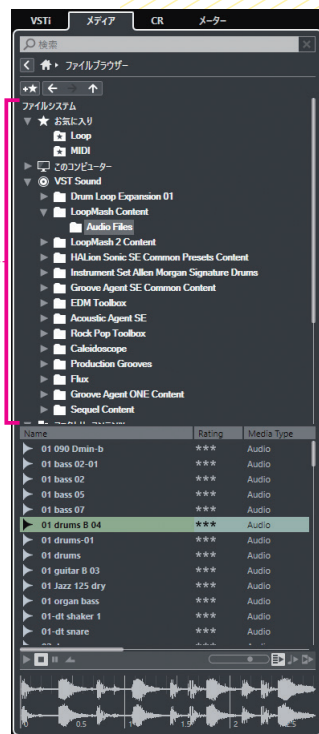 VSTi メディア CR メーター
検索
ファイルブラウザー
ファイルシステム
お気に入り
Loop
MIDI
このコンピューター
VST Sound
Drum Loop Expansion 01
LoopMash Content
Audio Files
LoopMash 2 Content
HALion Sonic SE Common Presets Content
Instrument Set Allen Morgan Signature Drums
Groove Agent SE Common Content
EDM Toolbox
Acoustic Agent SE
Rock Pop Toolbox
Caleidoscope
Production Grooves
Flux
Groove Agent ONE Content
Sequel Content
Name Rating Media Type
01 090 Dmin-b *** Audio
01 bass 02-01 *** Audio
01 bass 02 *** Audio
01 bass 05 *** Audio
01 bass 07 *** Audio
01 drums B 04 *** Audio
01 drums-01 *** Audio
01 drums *** Audio
01 guitar B 03 *** Audio
01 Jazz 125 dry *** Audio
01 organ bass *** Audio
01-dt shaker 1 *** Audio
01-dt snare *** Audio
0 0.5 1 1.5 2 2.5